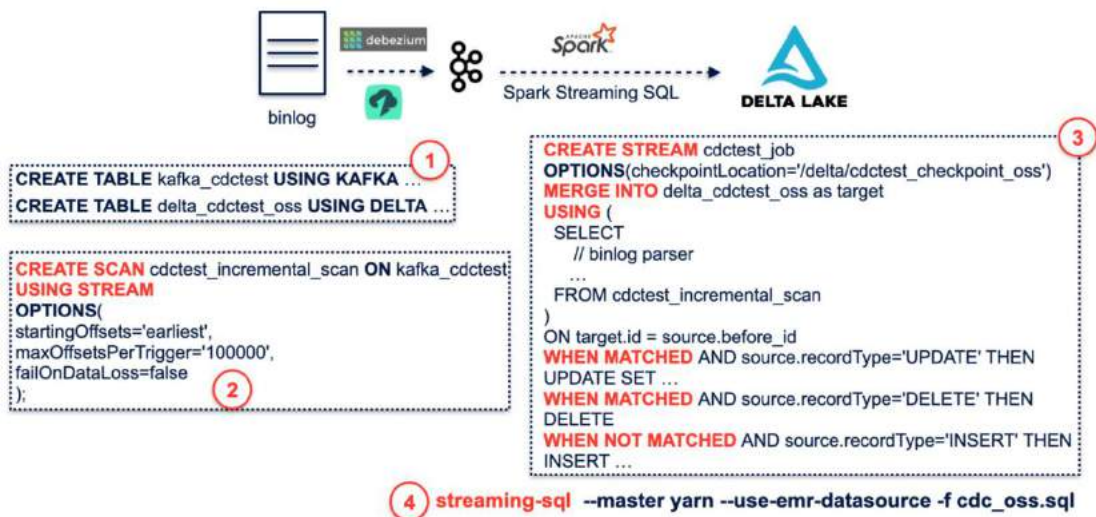 debezium
APACHE
Spark
binlog
Spark Streaming SQL
DELTA LAKE
1
CREATE TABLE kafka_cdctest USING KAFKA …
CREATE TABLE delta_cdctest_oss USING DELTA …
CREATE SCAN cdctest_incremental_scan ON kafka_cdctest
USING STREAM
OPTIONS(
startingOffsets='earliest',
maxOffsetsPerTrigger='100000',
failOnDataLoss=false
);
2
3
CREATE STREAM cdctest_job
OPTIONS(checkpointLocation='/delta/cdctest_checkpoint_oss')
MERGE INTO delta_cdctest_oss as target
USING (
SELECT
// binlog parser
…
FROM cdctest_incremental_scan
)
ON target.id = source.before_id
WHEN MATCHED AND source.recordType='UPDATE' THEN
UPDATE SET …
WHEN MATCHED AND source.recordType='DELETE' THEN
DELETE
WHEN NOT MATCHED AND source.recordType='INSERT' THEN
INSERT …
4 streaming-sql --master yarn --use-emr-datasource -f cdc_oss.sql